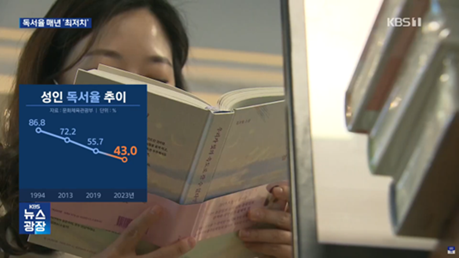 독서율 매년 '최저치'
KBS 1
성인 독서율 추이
자료 : 문화체육관광부 | 단위 : %
86.8
72.2
55.7
43.0
1994 2013 2019 2023년
KBS
뉴스
광장